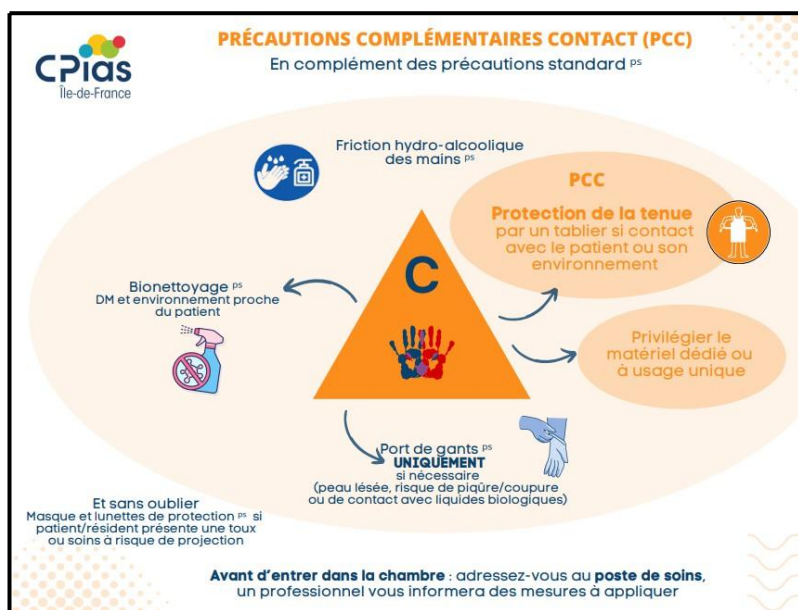 CPias
Île-de-France
PRÉCAUTIONS COMPLÉMENTAIRES CONTACT (PCC)
En complément des précautions standard ps
Friction hydro-alcoolique
des mains ps
PCC
Protection de la tenue
par un tablier si contact
avec le patient ou son
environnement
C
Bionettoyage ps
DM et environnement proche
du patient
Privilégier le
matériel dédié ou
à usage unique
Port de gants ps
UNIQUEMENT
si nécessaire
(peau lésée, risque de piqûre/coupure
ou de contact avec liquides biologiques)
Et sans oublier
Masque et lunettes de protection ps si
patient/résident présente une toux
ou soins à risque de projection
Avant d'entrer dans la chambre : adressez-vous au poste de soins,
un professionnel vous informera des mesures à appliquer